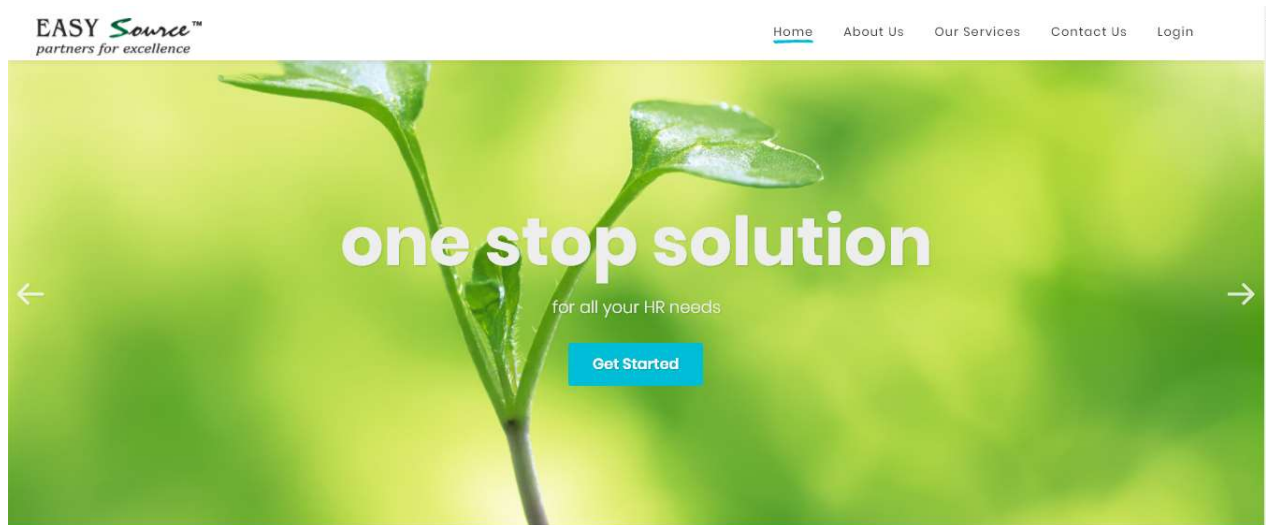 EASY Source™
partners for excellence
Home About Us Our Services Contact Us Login
one stop solution
for all your HR needs
Get Started